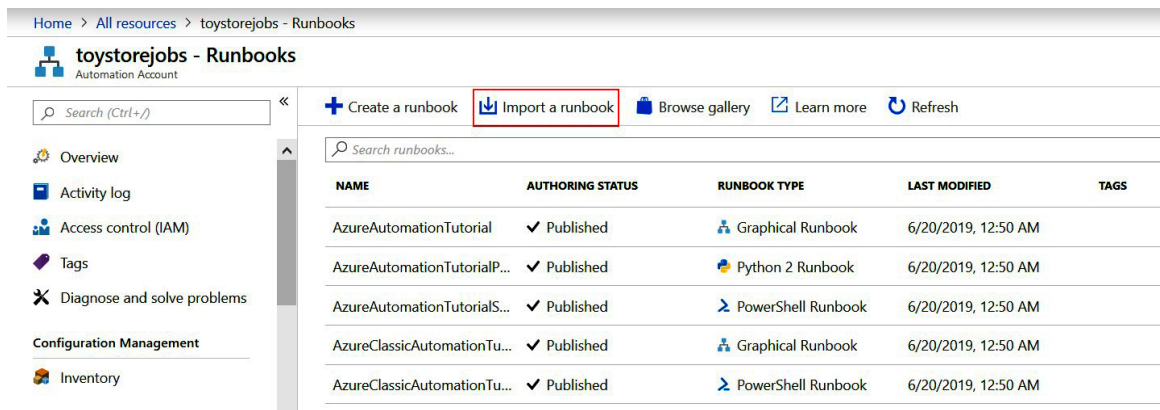 Home > All resources > toystorejobs - Runbooks
toystorejobs - Runbooks
Automation Account
Search (Ctrl+/)
«
Overview
Activity log
Access control (IAM)
Tags
Diagnose and solve problems
Configuration Management
Inventory
Create a runbook Import a runbook Browse gallery Learn more Refresh
Search runbooks...
NAME AUTHORING STATUS RUNBOOK TYPE LAST MODIFIED TAGS
AzureAutomationTutorial Published Graphical Runbook 6/20/2019, 12:50 AM
AzureAutomationTutorialP... Published Python 2 Runbook 6/20/2019, 12:50 AM
AzureAutomationTutorialS... Published PowerShell Runbook 6/20/2019, 12:50 AM
AzureClassicAutomationTu... Published Graphical Runbook 6/20/2019, 12:50 AM
AzureClassicAutomationTu... Published PowerShell Runbook 6/20/2019, 12:50 AM